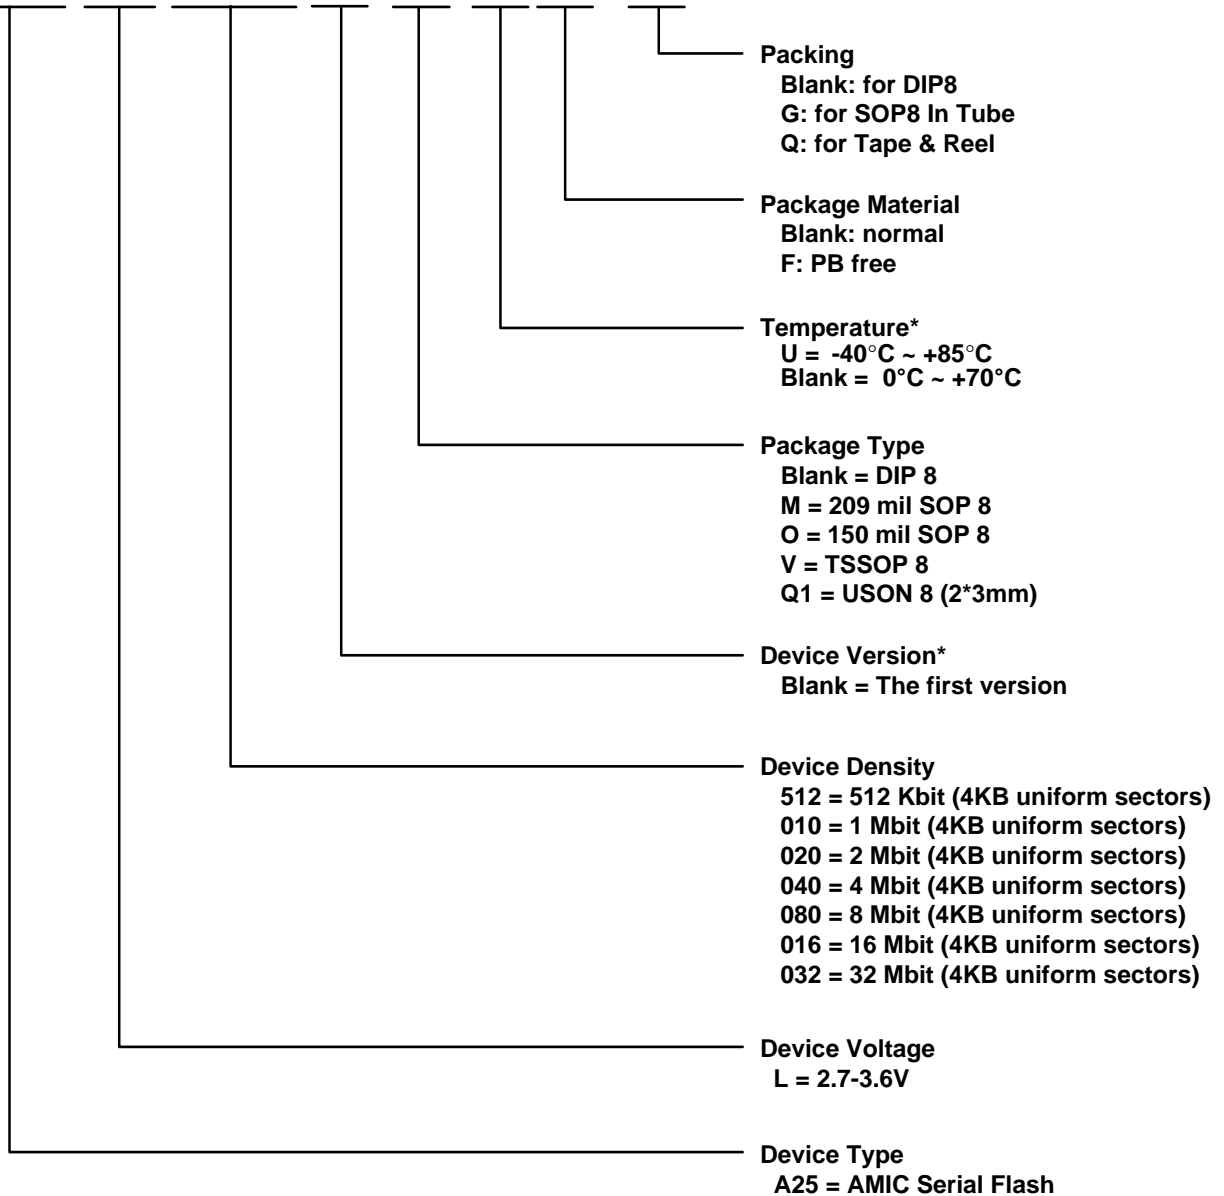 Packing
Blank: for DIP8
G: for SOP8 In Tube
Q: for Tape & Reel
Package Material
Blank: normal
F: PB free
Temperature*
U = -40°C ~ +85°C
Blank = 0°C ~ +70°C
Package Type
Blank = DIP 8
M = 209 mil SOP 8
O = 150 mil SOP 8
V = TSSOP 8
Q1 = USON 8 (2*3mm)
Device Version*
Blank = The first version
Device Density
512 = 512 Kbit (4KB uniform sectors)
010 = 1 Mbit (4KB uniform sectors)
020 = 2 Mbit (4KB uniform sectors)
040 = 4 Mbit (4KB uniform sectors)
080 = 8 Mbit (4KB uniform sectors)
016 = 16 Mbit (4KB uniform sectors)
032 = 32 Mbit (4KB uniform sectors)
Device Voltage
L = 2.7-3.6V
Device Type
A25 = AMIC Serial Flash